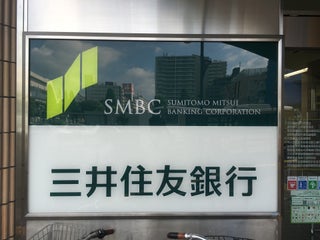 SMBC
SUMITOMO MITSUI
BANKING CORPORATION
三井住友銀行